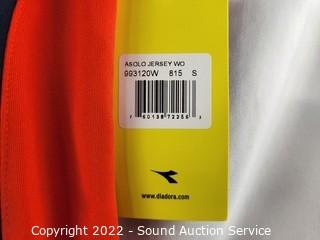 ASOLO JERSEY WO
993120W 815 S
www.diadora.com
Copyright 2022 - Sound Auction Service